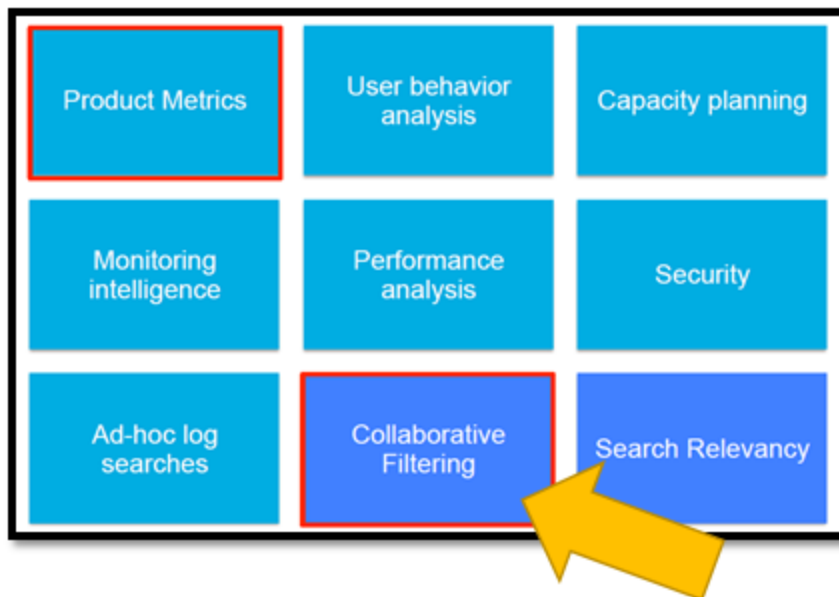 Product Metrics
User behavior
analysis
Capacity planning
Monitoring
intelligence
Performance
analysis
Security
Ad-hoc log
searches
Collaborative
Filtering
Search Relevancy